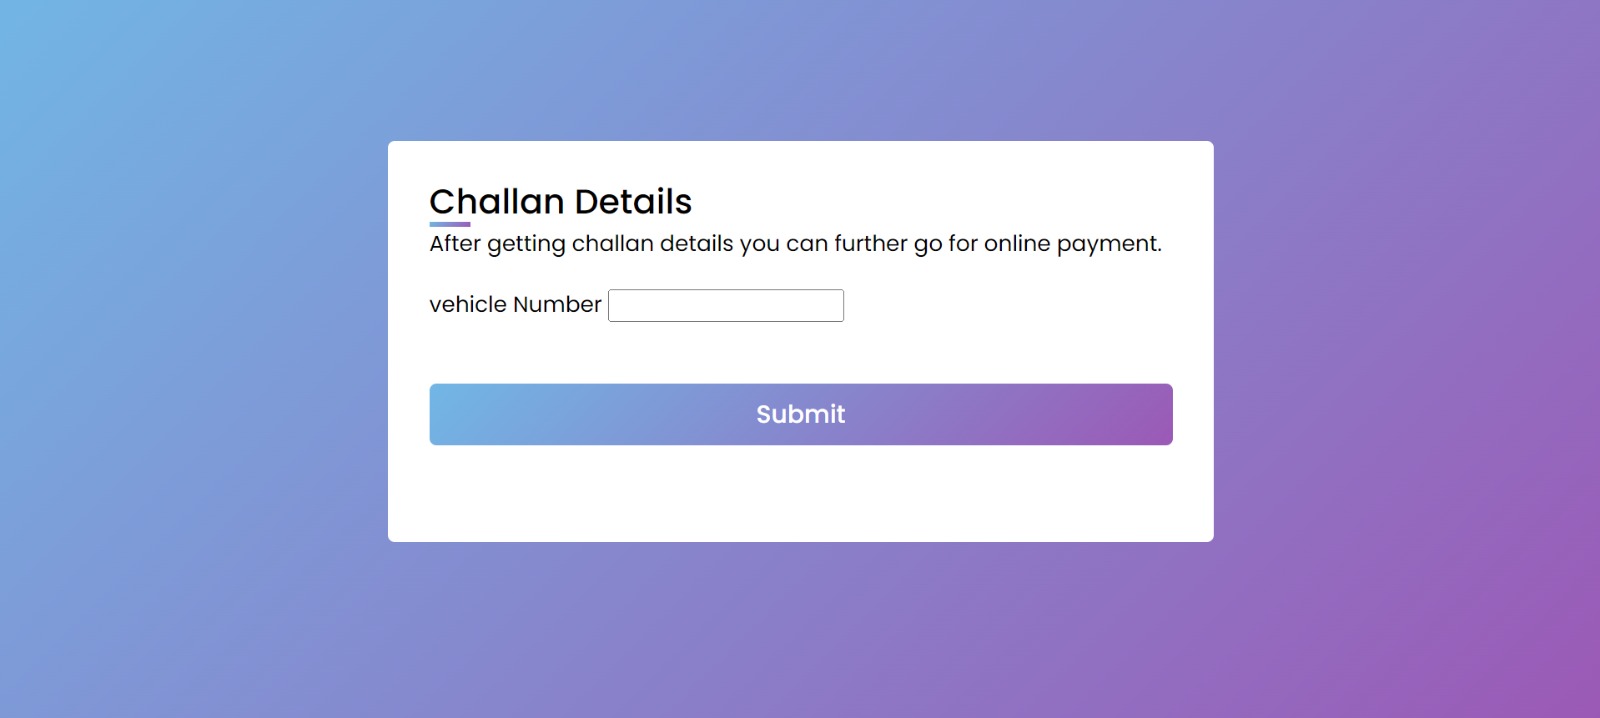 Challan Details
After getting challan details you can further go for online payment.
vehicle Number
Submit